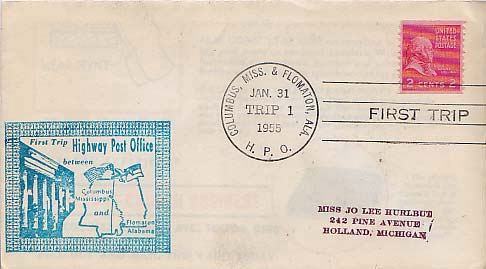 UNITED
STATES
POSTAGE
2 CENTS 2
COLUMBUS, MISS. & FLOMATON, ALA.
JAN. 31
TRIP 1
1955
H. P. O.
FIRST TRIP
First Trip
Highway Post Office
between
Columbus
Mississippi
and
Flomaton
Alabama
MISS JO LEE HURLBUT
242 PINE AVENUE
HOLLAND, MICHIGAN